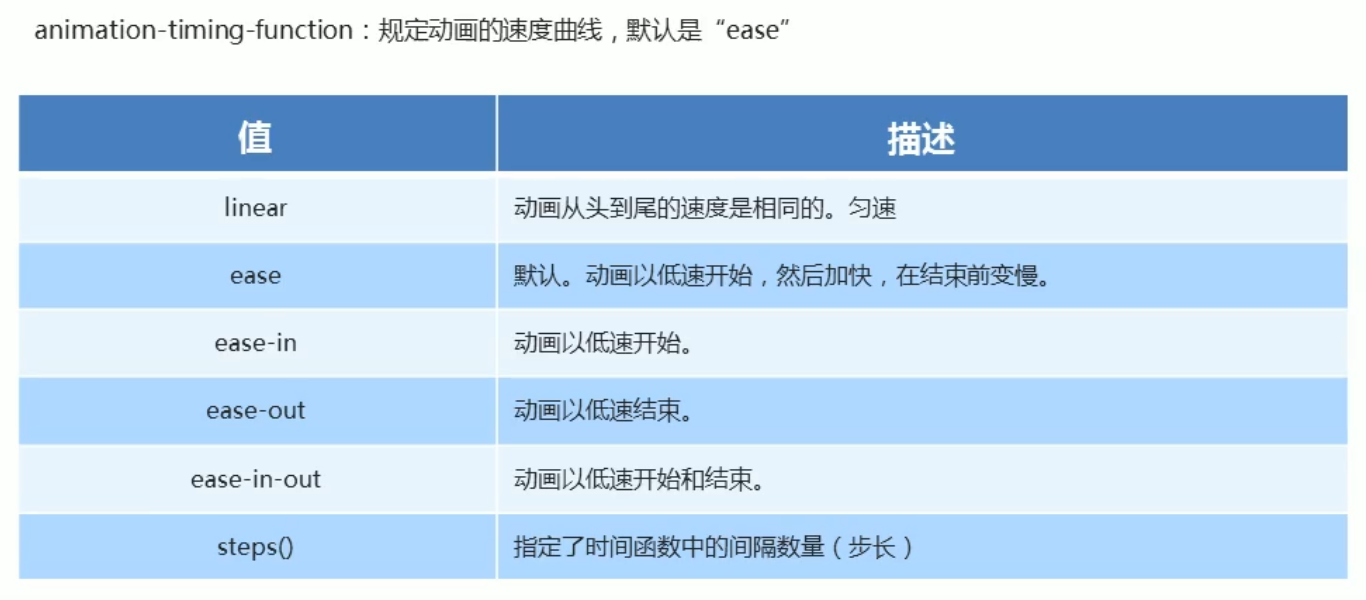 animation-timing-function：规定动画的速度曲线，默认是“ease”
值 描述
linear 动画从头到尾的速度是相同的。匀速
ease 默认。动画以低速开始，然后加快，在结束前变慢。
ease-in 动画以低速开始。
ease-out 动画以低速结束。
ease-in-out 动画以低速开始和结束。
steps() 指定了时间函数中的间隔数量（步长）